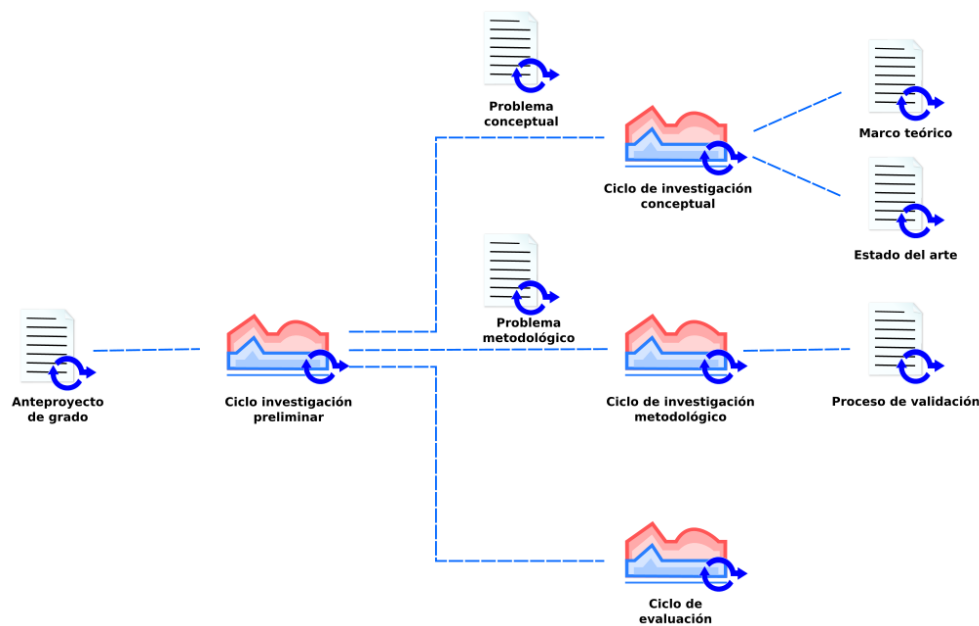 Problema
conceptual
Marco teórico
Ciclo de investigación
conceptual
Estado del arte
Problema
metodológico
Anteproyecto
de grado
Ciclo investigación
preliminar
Ciclo de investigación
metodológico
Proceso de validación
Ciclo de
evaluación